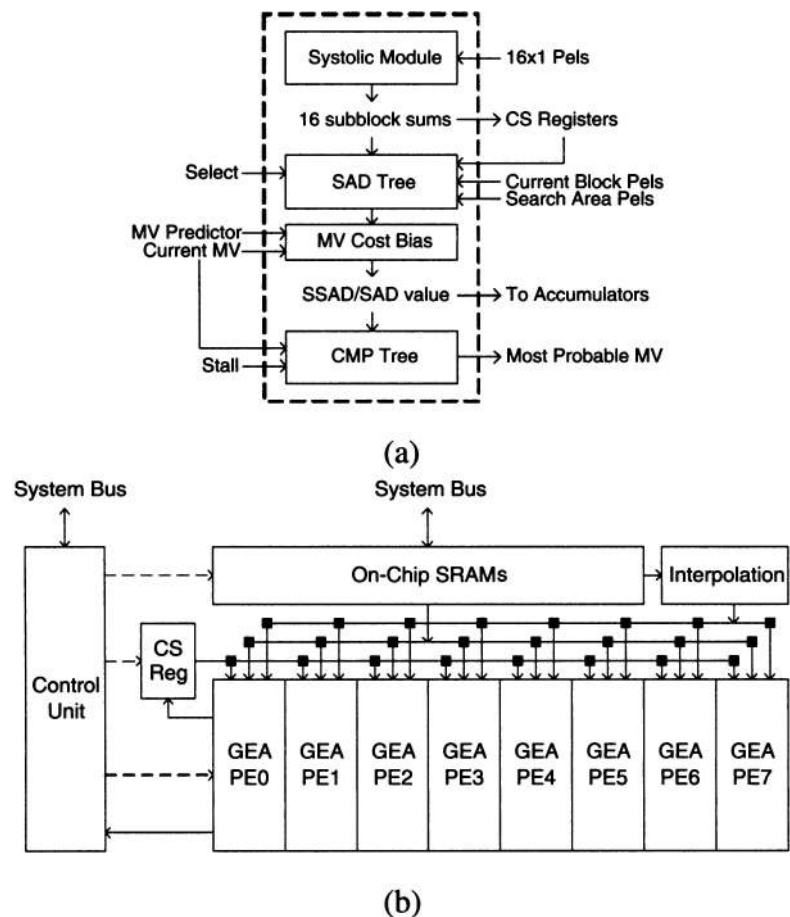 Systolic Module
16x1 Pels
16 subblock sums
CS Registers
Select
SAD Tree
Current Block Pels
Search Area Pels
MV Predictor
Current MV
MV Cost Bias
SSAD/SAD value
To Accumulators
Stall
CMP Tree
Most Probable MV
(a)
System Bus
System Bus
On-Chip SRAMs
Interpolation
CS
Reg
Control
Unit
GEA
PE0
GEA
PE1
GEA
PE2
GEA
PE3
GEA
PE4
GEA
PE5
GEA
PE6
GEA
PE7
(b)